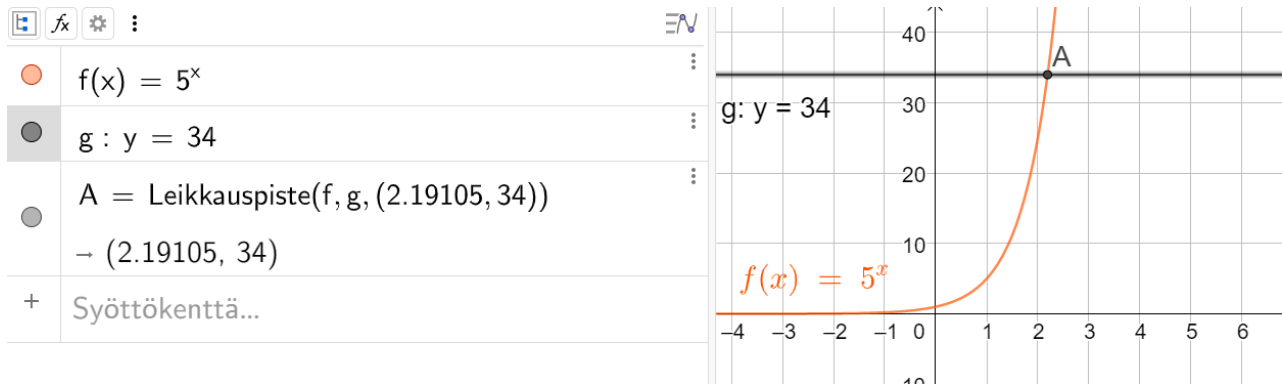 fx
f(x) = 5ˣ
g : y = 34
A = Leikkauspiste(f, g, (2.19105, 34))
→ (2.19105, 34)
+ Syöttökenttä...
40
A
g: y = 34
30
20
10
f(x) = 5ˣ
–4 –3 –2 –1 0 1 2 3 4 5 6